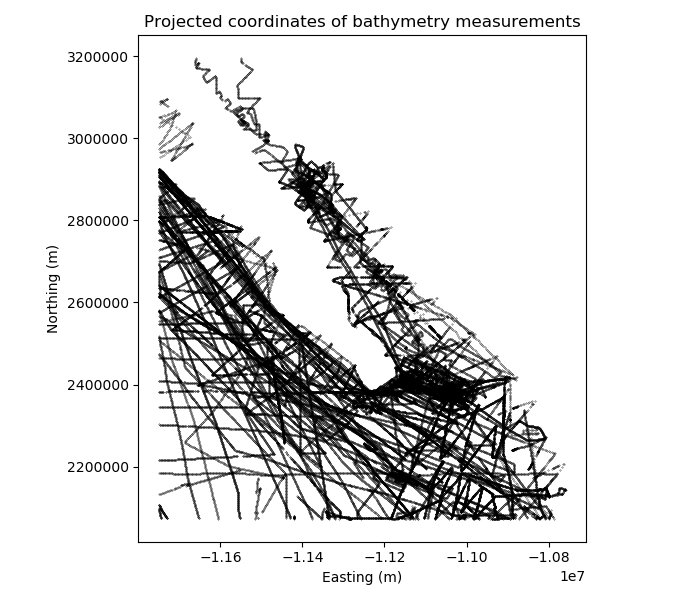 Projected coordinates of bathymetry measurements
3200000
3000000
2800000
2600000
2400000
2200000
Northing (m)
−1.16 −1.14 −1.12 −1.10 −1.08
Easting (m)
1e7